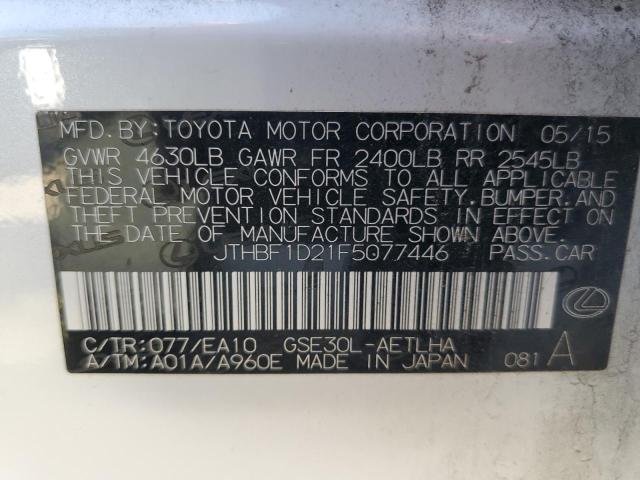 MFD. BY: TOYOTA MOTOR CORPORATION 05/15
GVWR 4630LB GAWR FR 2400LB RR 2545LB
THIS VEHICLE CONFORMS TO ALL APPLICABLE
FEDERAL MOTOR VEHICLE SAFETY, BUMPER, AND
THEFT PREVENTION STANDARDS IN EFFECT ON
THE DATE OF MANUFACTURE SHOWN ABOVE.
JTHBF1D21F5077446 PASS.CAR
C/TR: 077/EA10 GSE30L-AETLHA
A/TM: A01A/A960E MADE IN JAPAN 081 A